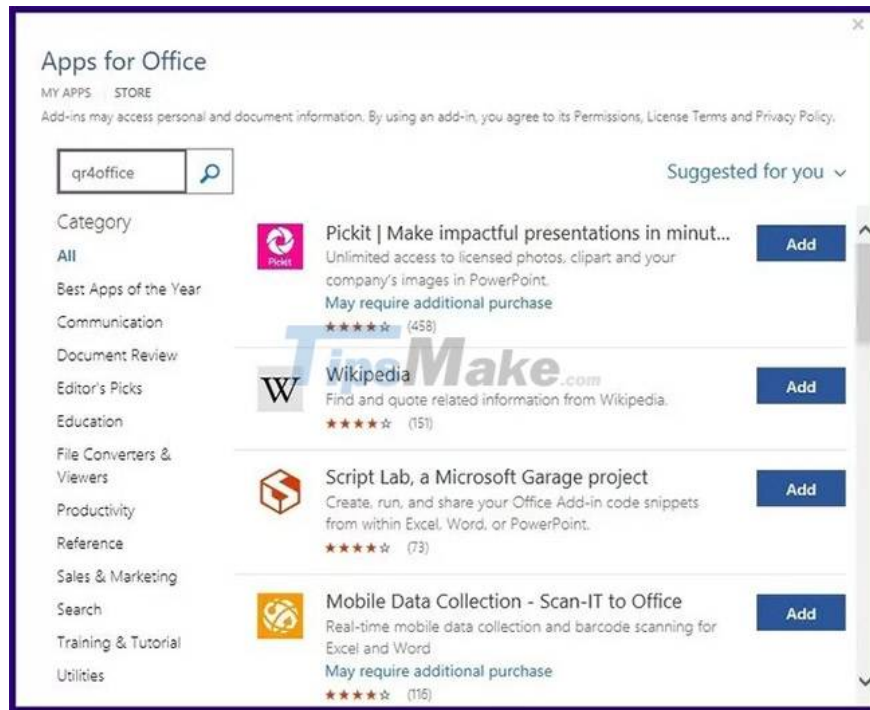 Apps for Office
MY APPS STORE
Add-ins may access personal and document information. By using an add-in, you agree to its Permissions, License Terms and Privacy Policy.
qr4office
Suggested for you
Category
All
Best Apps of the Year
Communication
Document Review
Editor's Picks
Education
File Converters &
Viewers
Productivity
Reference
Sales & Marketing
Search
Training & Tutorial
Utilities
Pickit
Pickit | Make impactful presentations in minut...
Unlimited access to licensed photos, clipart and your
company's images in PowerPoint.
May require additional purchase
(458)
Add
TipsMake.com
W
Wikipedia
Find and quote related information from Wikipedia.
(151)
Add
Script Lab, a Microsoft Garage project
Create, run, and share your Office Add-in code snippets
from within Excel, Word, or PowerPoint.
(73)
Add
Mobile Data Collection - Scan-IT to Office
Real-time mobile data collection and barcode scanning for
Excel and Word
May require additional purchase
(116)
Add